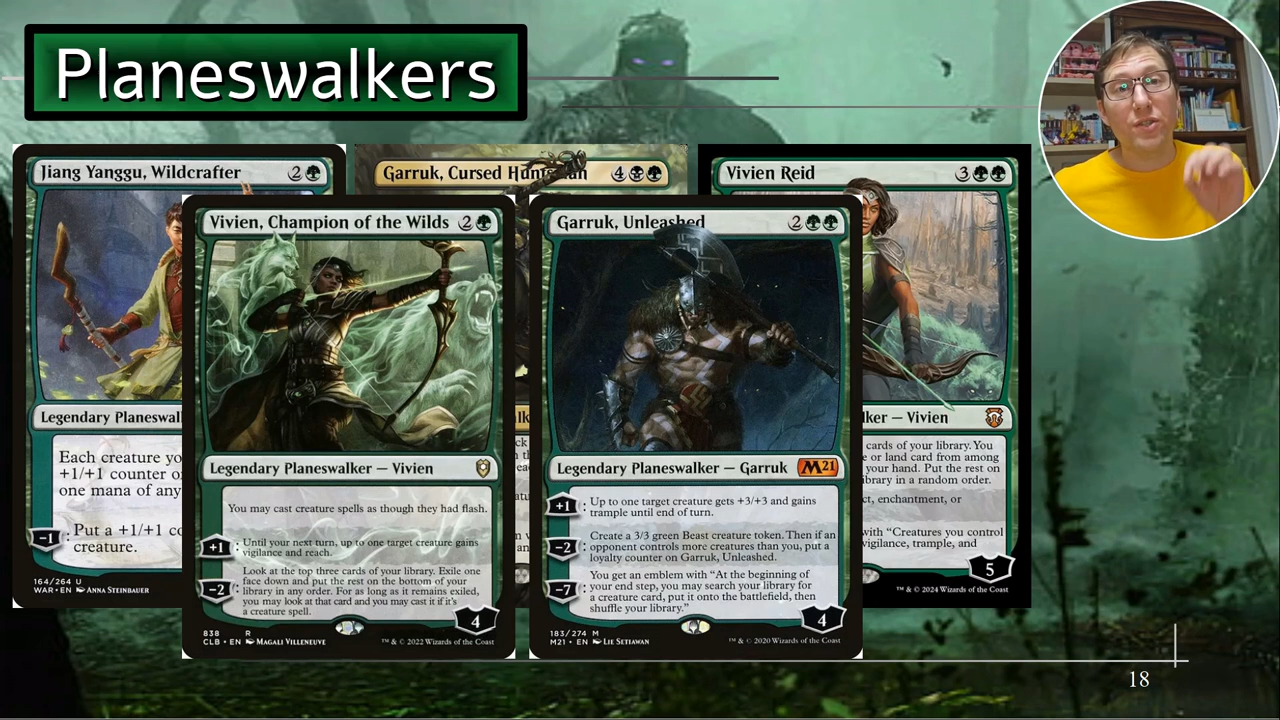 Planeswalkers
Jiang Yanggu, Wildcrafter 2
Legendary Planeswal
Each creature yo
+1/+1 counter o
one mana of any
-1 : Put a +1/+1 co
creature.
164/264 U
WAR • EN Anna Steinbauer
Garruk, Cursed Huntsman 4
Vivien Reid 3
ker — Vivien
cards of your library. You
or land card from among
your hand. Put the rest on
ibrary in a random order.
ct, enchantment, or
with “Creatures you control
vigilance, trample, and
5
™ & © 2024 Wizards of the Coast
Vivien, Champion of the Wilds 2
Legendary Planeswalker — Vivien
You may cast creature spells as though they had flash.
+1 : Until your next turn, up to one target creature gains
vigilance and reach.
-2 : Look at the top three cards of your library. Exile one
face down and put the rest on the bottom of your
library in any order. For as long as it remains exiled,
you may look at that card and you may cast it if it's
a creature spell.
4
838 R
CLB • EN Magali Villeneuve
™ & © 2022 Wizards of the Coast
Garruk, Unleashed 2
Legendary Planeswalker — Garruk M21
+1 : Up to one target creature gets +3/+3 and gains
trample until end of turn.
-2 : Create a 3/3 green Beast creature token. Then if an
opponent controls more creatures than you, put a
loyalty counter on Garruk, Unleashed.
-7 : You get an emblem with “At the beginning of
your end step, you may search your library for
a creature card, put it onto the battlefield, then
shuffle your library.”
4
183/274 M
M21 • EN Lie Setiawan
™ & © 2020 Wizards of the Coast
18